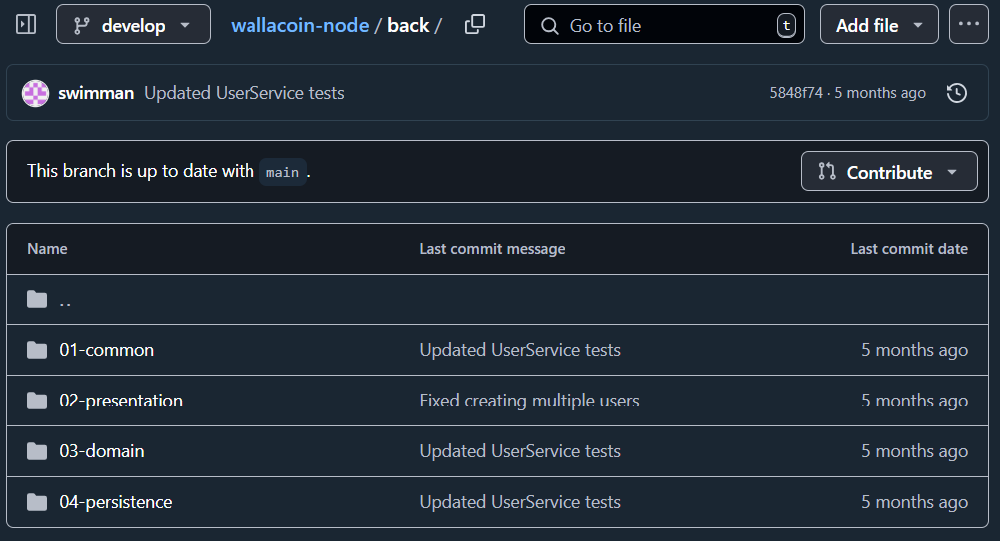 develop wallacoin-node / back / Go to file t Add file ...
swimman Updated UserService tests 5848f74 · 5 months ago
This branch is up to date with main . Contribute
Name Last commit message Last commit date
..
01-common Updated UserService tests 5 months ago
02-presentation Fixed creating multiple users 5 months ago
03-domain Updated UserService tests 5 months ago
04-persistence Updated UserService tests 5 months ago